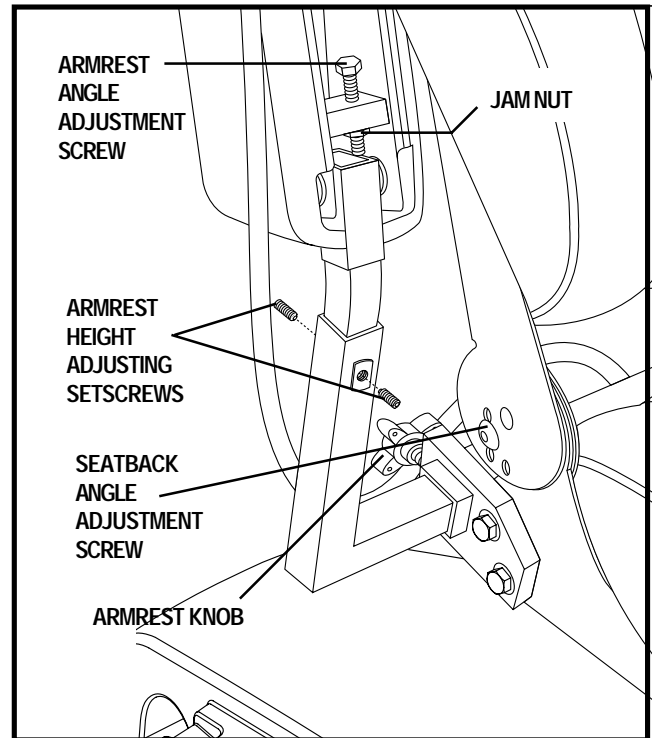 ARMREST
ANGLE
ADJUSTMENT
SCREW
JAM NUT
ARMREST
HEIGHT
ADJUSTING
SETSCREWS
SEATBACK
ANGLE
ADJUSTMENT
SCREW
ARMREST KNOB